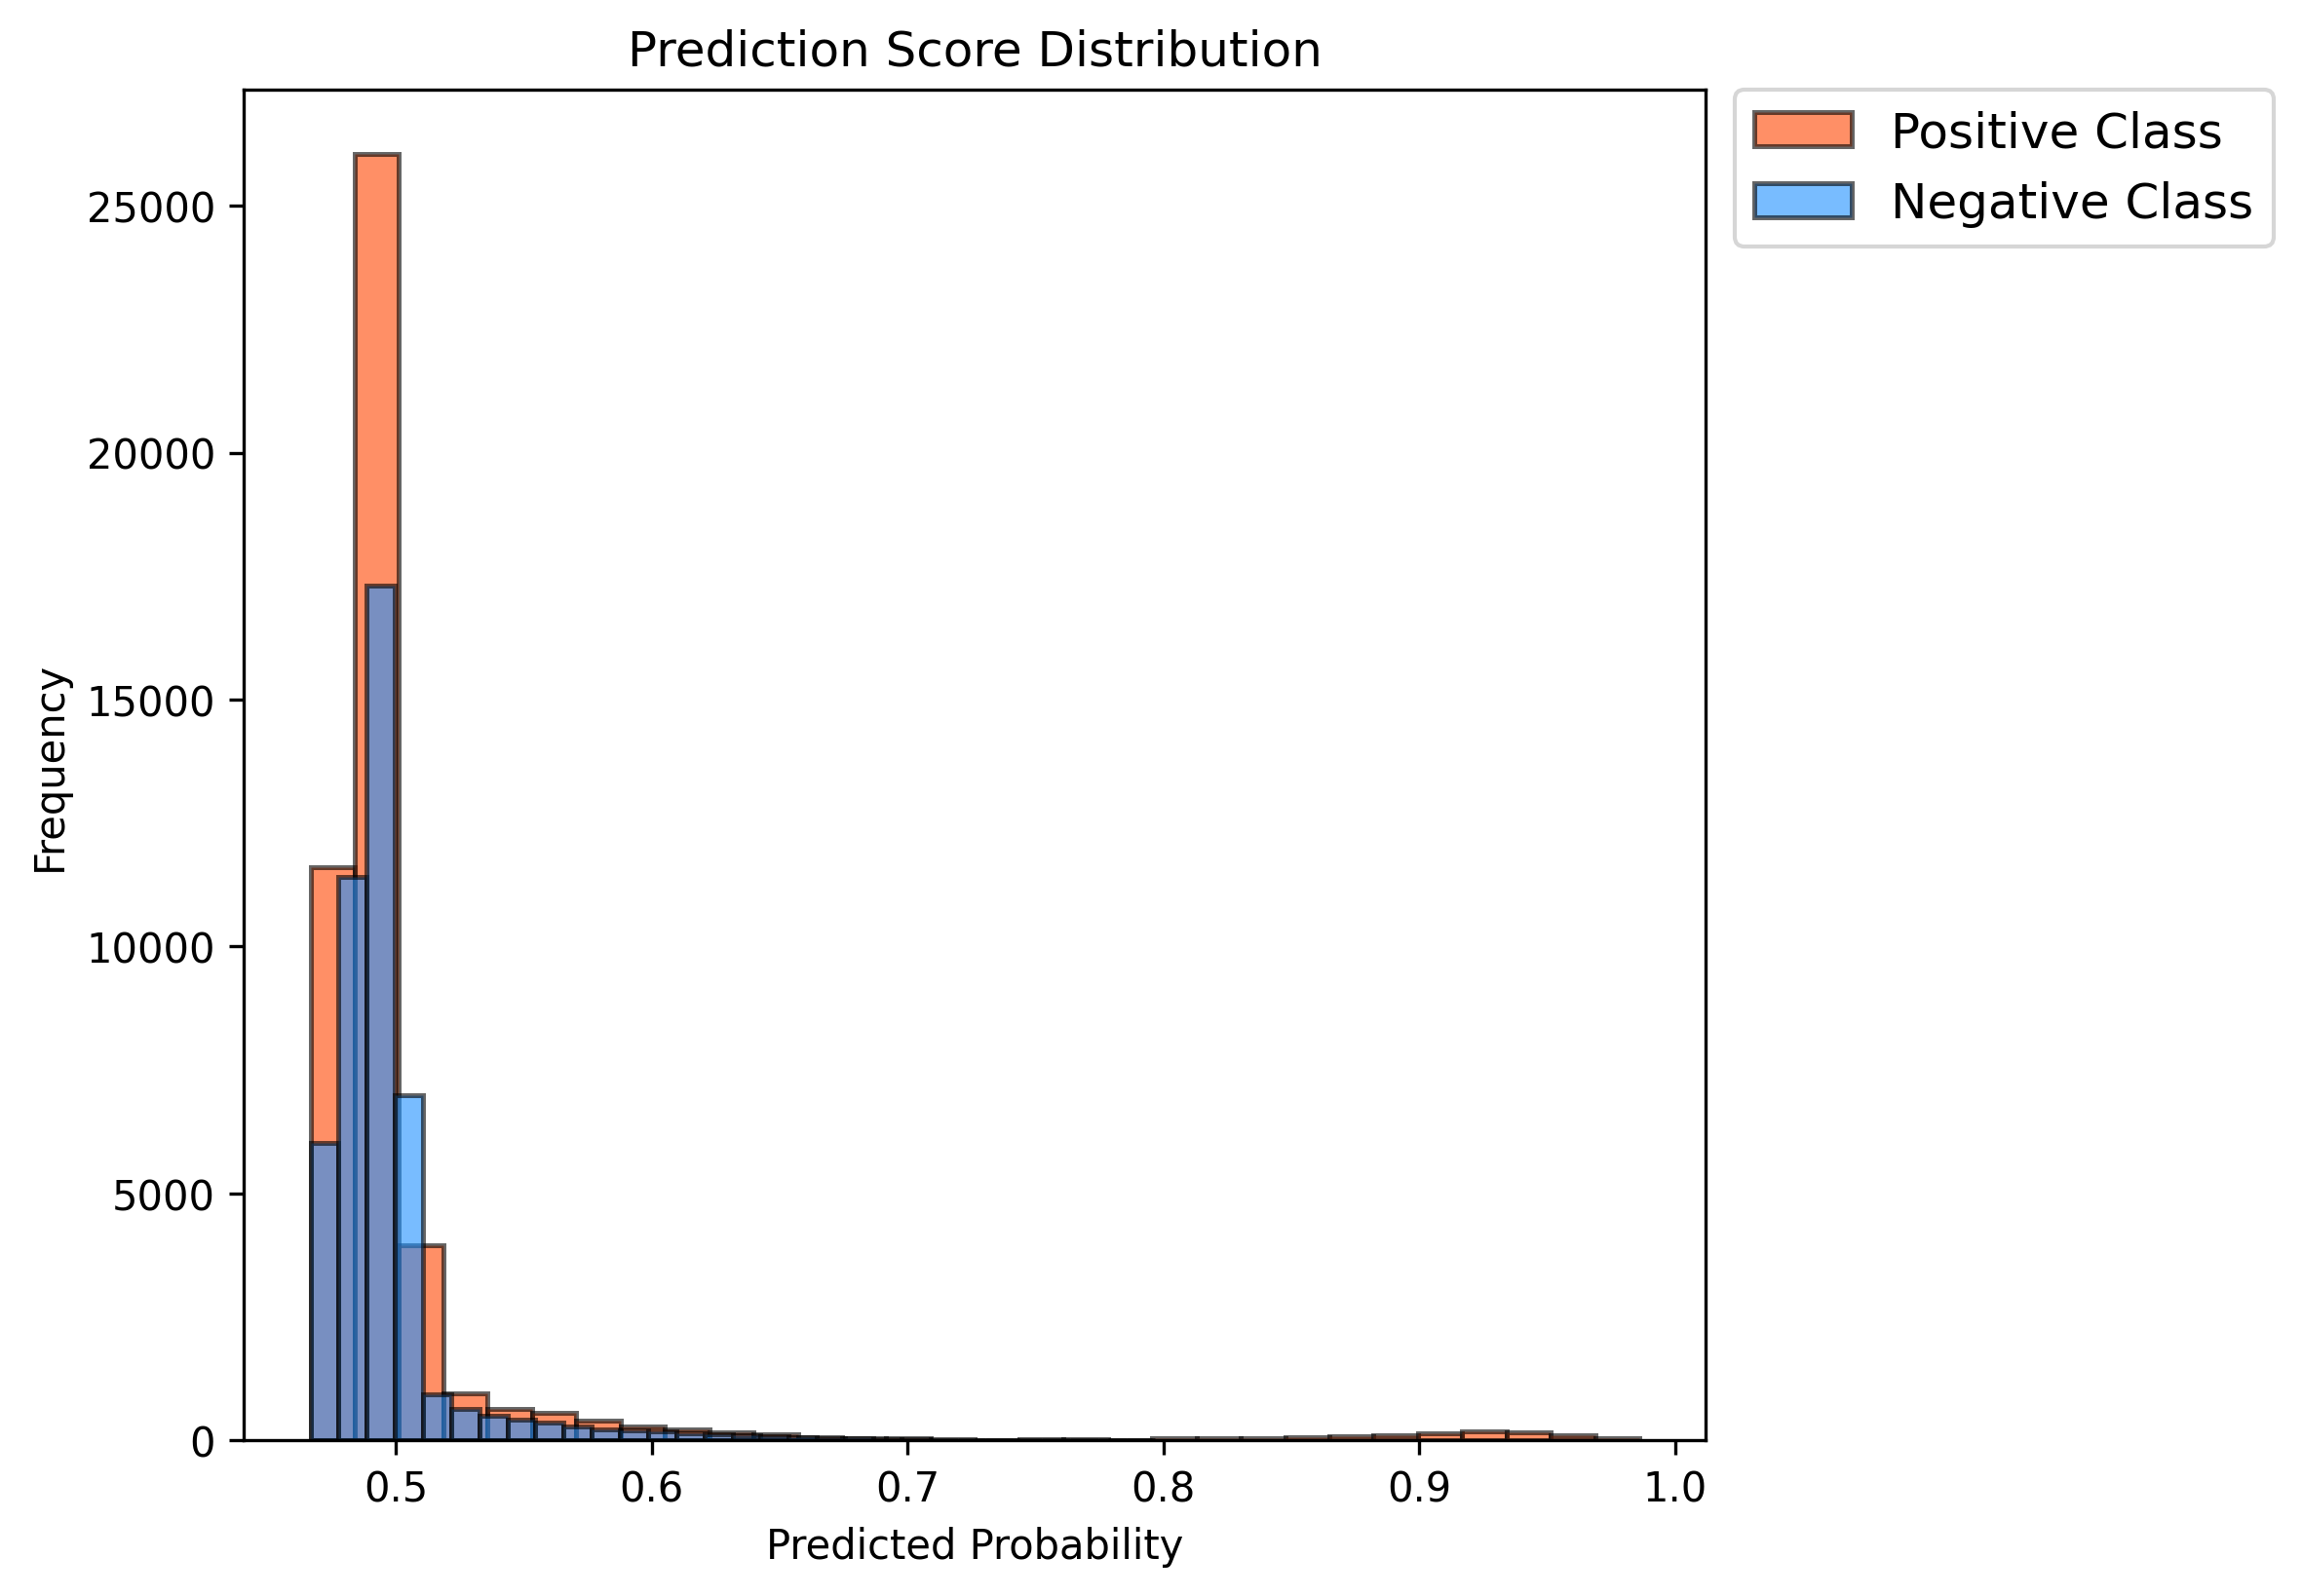 Prediction Score Distribution
Positive Class
Negative Class
25000
20000
15000
10000
5000
0
Frequency
0.5 0.6 0.7 0.8 0.9 1.0
Predicted Probability